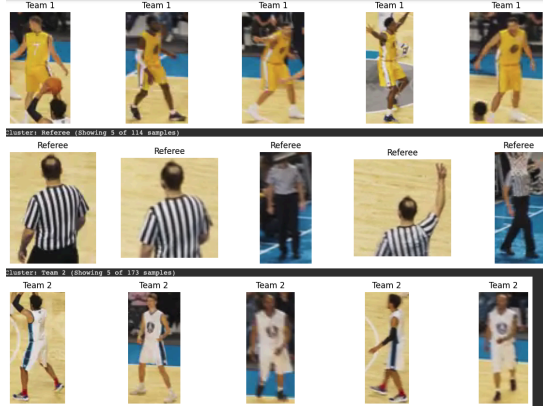 Team 1 Team 1 Team 1 Team 1 Team 1
7
Cluster: Referee (Showing 5 of 114 samples)
Referee Referee Referee Referee Referee
Cluster: Team 2 (Showing 5 of 173 samples)
Team 2 Team 2 Team 2 Team 2 Team 2